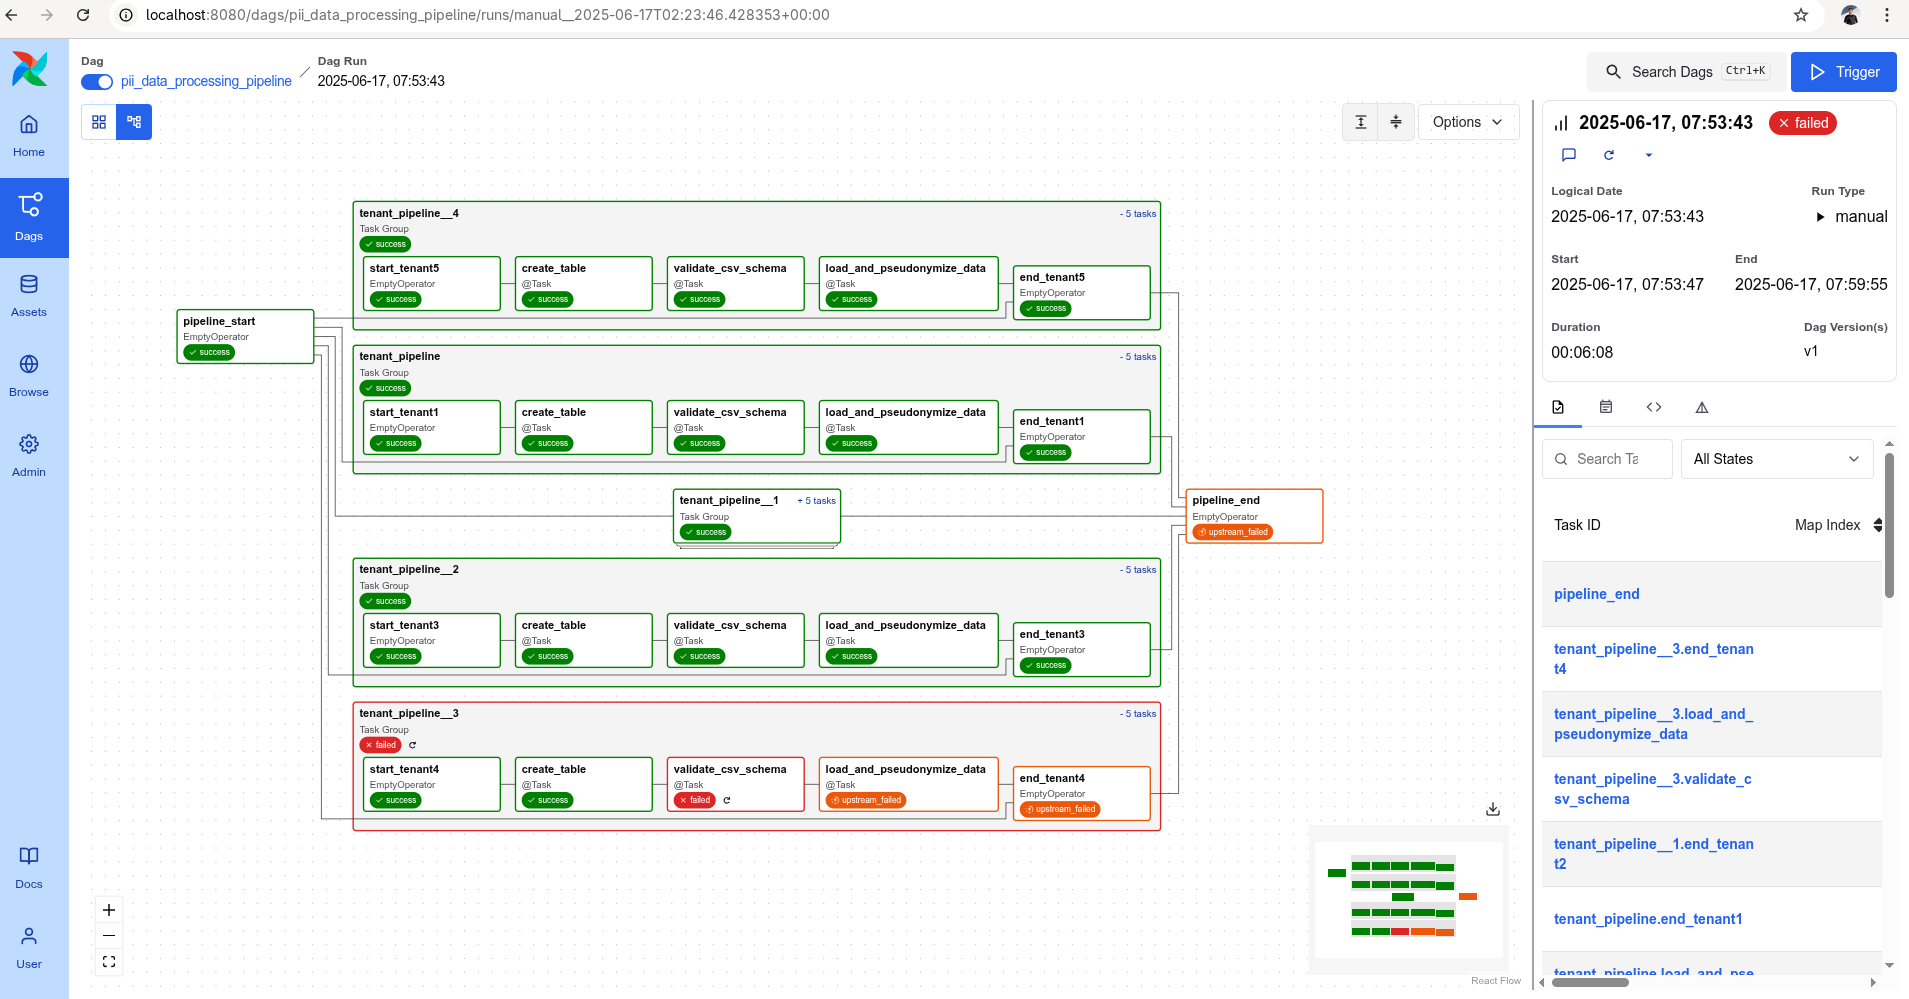 localhost:8080/dags/pii_data_processing_pipeline/runs/manual__2025-06-17T02:23:46.428353+00:00
Dag
pii_data_processing_pipeline
Dag Run
2025-06-17, 07:53:43
Search Dags
Ctrl+K
Trigger
Home
Dags
Assets
Browse
Admin
Docs
User
Options
tenant_pipeline__4
- 5 tasks
Task Group
success
start_tenant5
EmptyOperator
success
create_table
@Task
success
validate_csv_schema
@Task
success
load_and_pseudonymize_data
@Task
success
end_tenant5
EmptyOperator
success
pipeline_start
EmptyOperator
success
tenant_pipeline
- 5 tasks
Task Group
success
start_tenant1
EmptyOperator
success
create_table
@Task
success
validate_csv_schema
@Task
success
load_and_pseudonymize_data
@Task
success
end_tenant1
EmptyOperator
success
tenant_pipeline__1
+ 5 tasks
Task Group
success
pipeline_end
EmptyOperator
upstream_failed
tenant_pipeline__2
- 5 tasks
Task Group
success
start_tenant3
EmptyOperator
success
create_table
@Task
success
validate_csv_schema
@Task
success
load_and_pseudonymize_data
@Task
success
end_tenant3
EmptyOperator
success
tenant_pipeline__3
- 5 tasks
Task Group
failed
start_tenant4
EmptyOperator
success
create_table
@Task
success
validate_csv_schema
@Task
failed
load_and_pseudonymize_data
@Task
upstream_failed
end_tenant4
EmptyOperator
upstream_failed
React Flow
2025-06-17, 07:53:43
failed
Logical Date
Run Type
2025-06-17, 07:53:43
manual
Start
End
2025-06-17, 07:53:47
2025-06-17, 07:59:55
Duration
Dag Version(s)
00:06:08
v1
Search Ta
All States
Task ID
Map Index
pipeline_end
tenant_pipeline__3.end_tenan
t4
tenant_pipeline__3.load_and_
pseudonymize_data
tenant_pipeline__3.validate_c
sv_schema
tenant_pipeline__1.end_tenan
t2
tenant_pipeline.end_tenant1
tenant_pipeline.load_and_pse